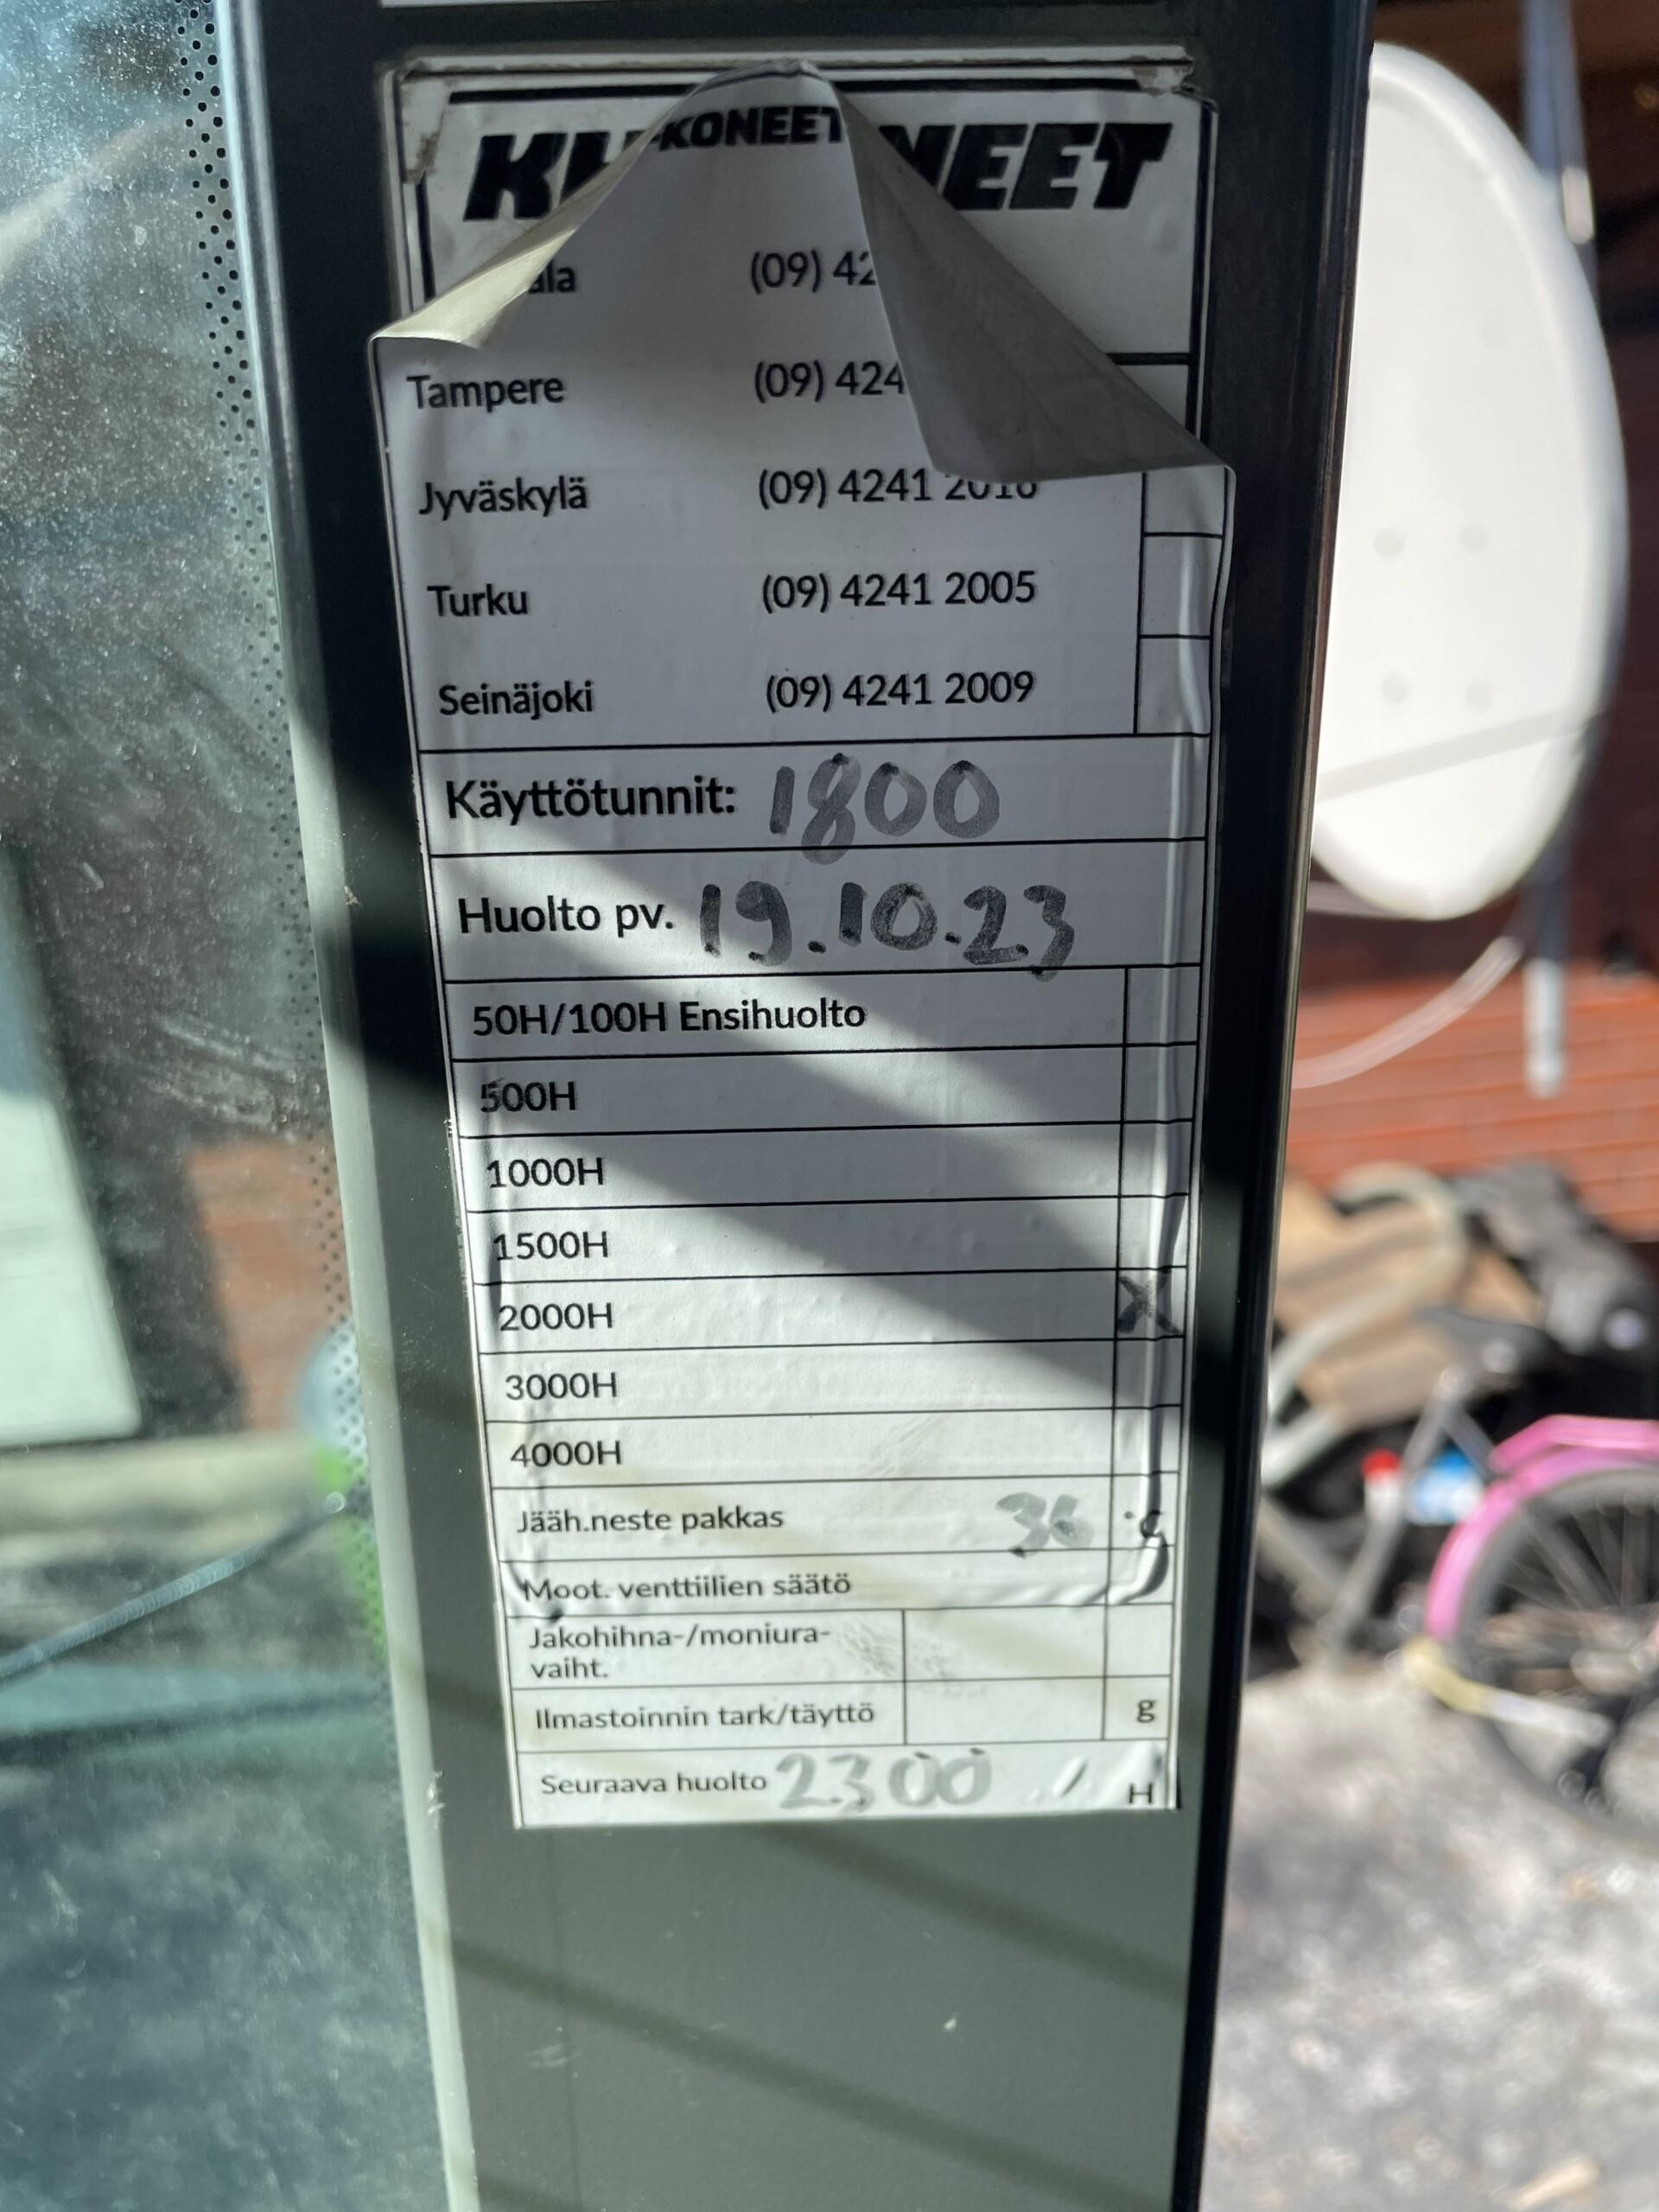 KONEET
(09) 42
Tampere (09) 424
Jyväskylä (09) 4241 2016
Turku (09) 4241 2005
Seinäjoki (09) 4241 2009
Käyttötunnit: 1800
Huolto pv. 19.10.23
50H/100H Ensihuolto
500H
1000H
1500H
2000H X
3000H
4000H
Jääh.neste pakkas 36 °C
Moot. venttiilien säätö
Jakohihna-/moniura-
vaiht.
Ilmastoinnin tark/täyttö g
Seuraava huolto 2300 H